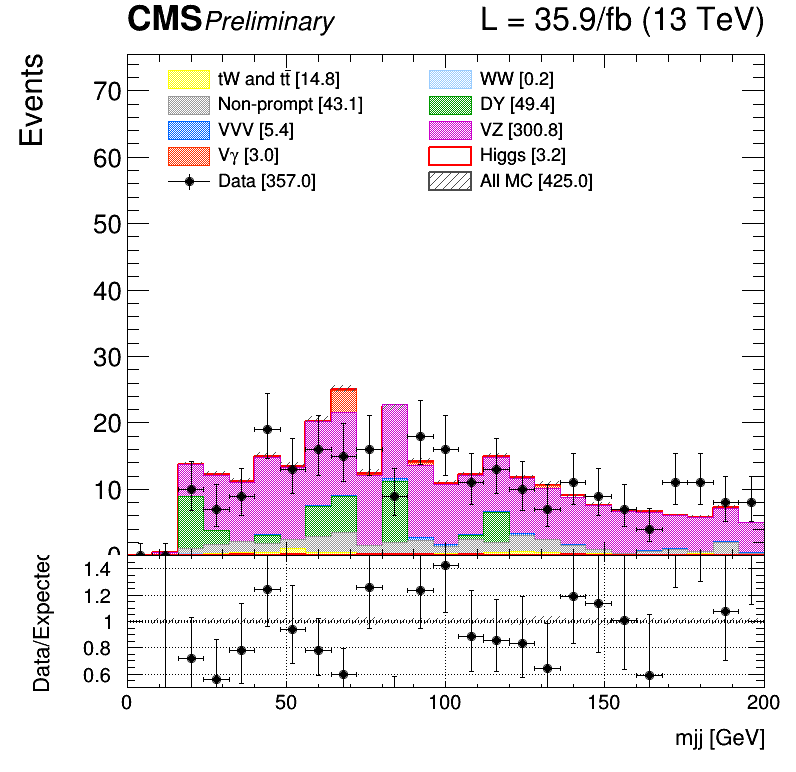 CMS Preliminary L = 35.9/fb (13 TeV)
Events
70
60
50
40
30
20
10
0
tW and tt̄ [14.8]
Non-prompt [43.1]
VVV [5.4]
Vγ [3.0]
Data [357.0]
WW [0.2]
DY [49.4]
VZ [300.8]
Higgs [3.2]
All MC [425.0]
Data/Expected
1.4
1.2
1
0.8
0.6
0 50 100 150 200
mjj [GeV]